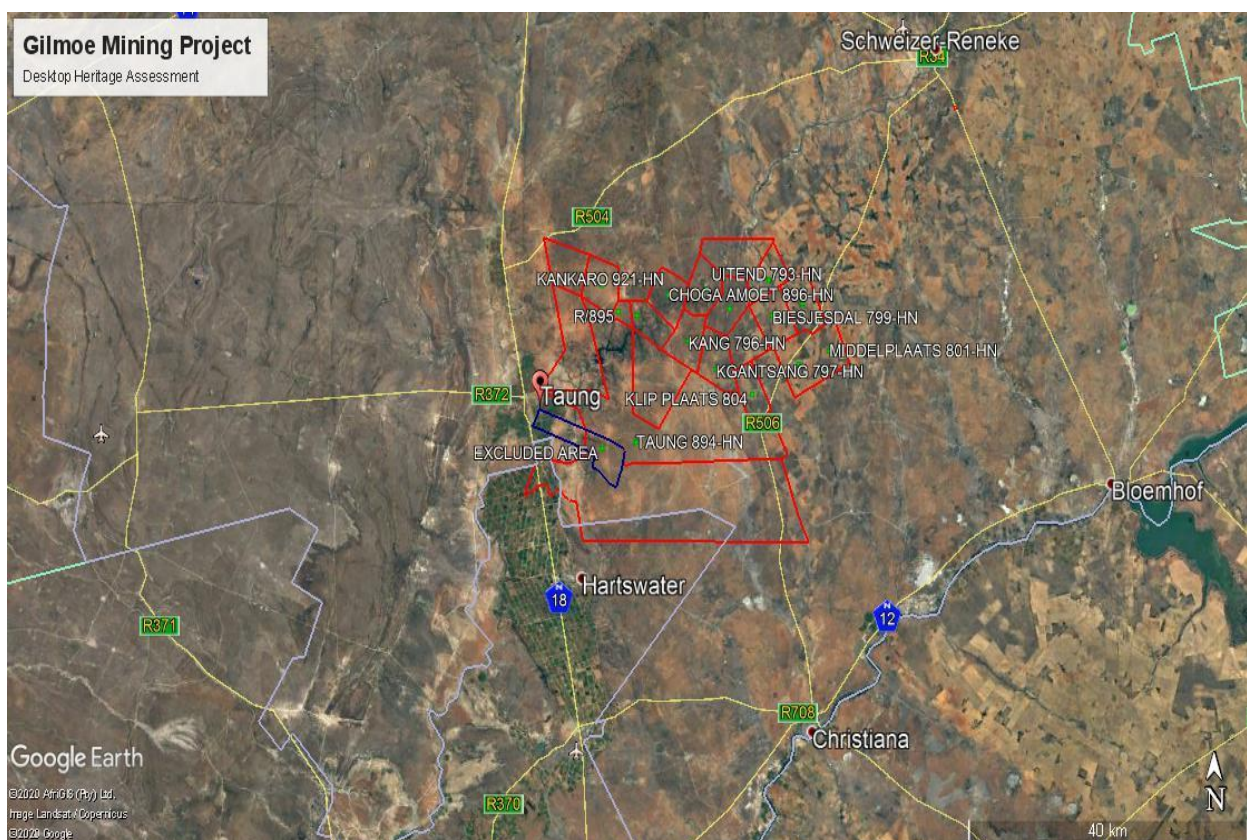 Gilmoe Mining Project
Desktop Heritage Assessment
Schweizer-Reneke
R34
R504
KANKARO 921-HN
UITEND 793-HN
CHOGA AMOET 896-HN
R/895
BIESJESDAL 799-HN
KANG 796-HN
MIDDELPLAATS 801-HN
KGANTSANG 797-HN
R372
Taung
KLIP PLAATS 804
R506
TAUNG 894-HN
EXCLUDED AREA
Bloemhof
Hartswater
N
18
N
12
R371
R708
Christiana
Google Earth
©2020 AfriGIS (Pty) Ltd.
Image Landsat / Copernicus
©2020 Google
R370
N
40 km